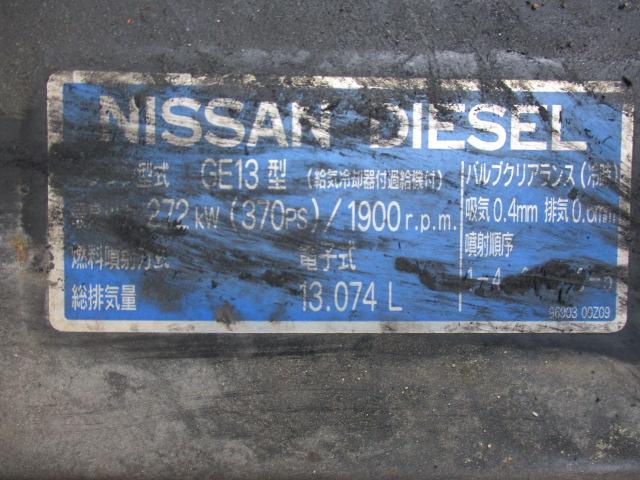 NISSAN DIESEL
型式 GE13 型 (給気冷却器付過給機付)
272 kW (370PS) / 1900 r.p.m.
燃料噴射方式 電子式
総排気量 13.074 L
バルブクリアランス
吸気 0.4mm 排気 0.6mm
噴射順序
96903 00Z09